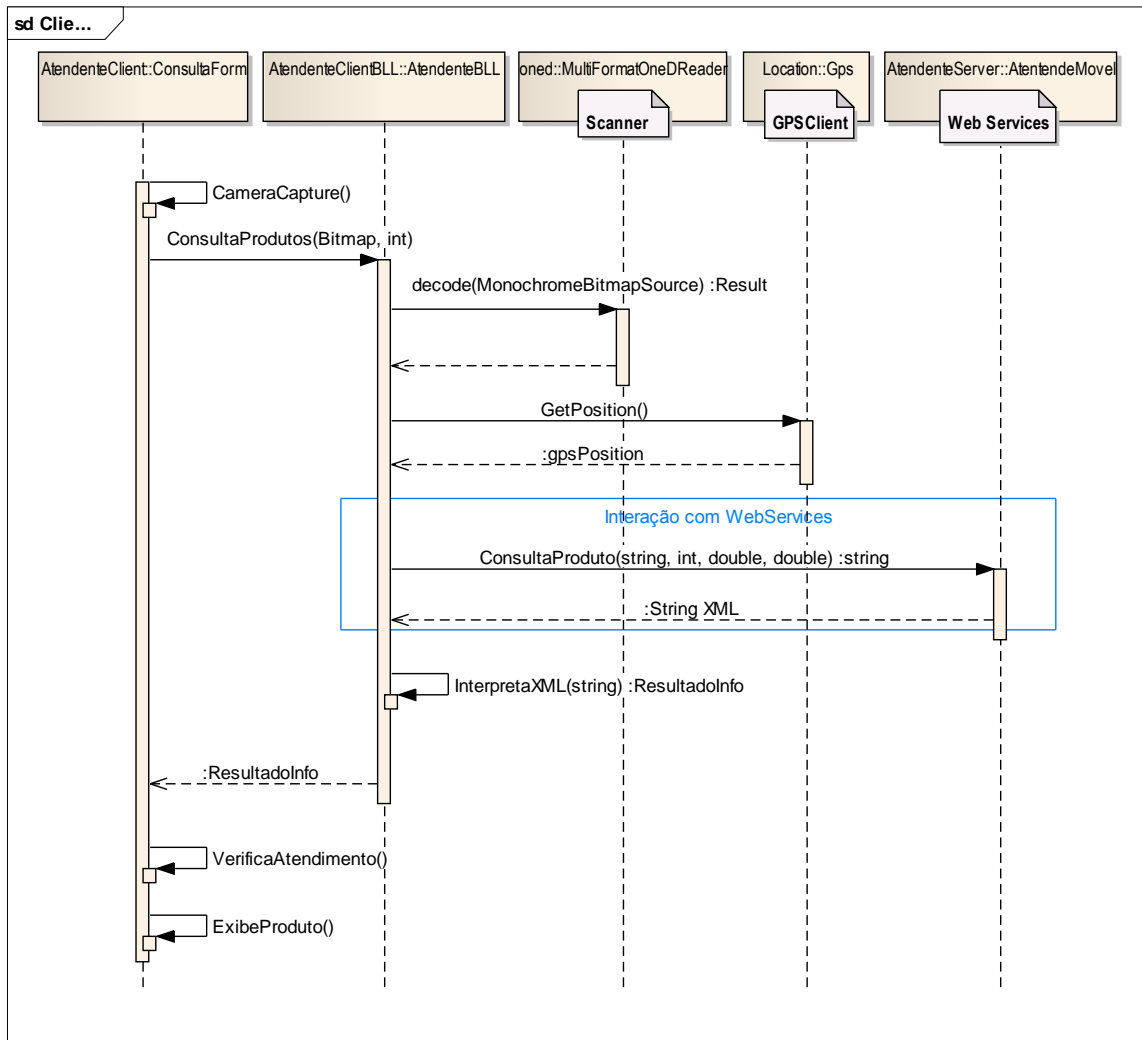 sd Clie...
AtendenteClient::ConsultaForm
AtendenteClientBLL::AtendenteBLL
oned::MultiFormatOneDReader
Location::Gps
AtendenteServer::AtentendeMovel
Scanner
GPSClient
Web Services
CameraCapture()
ConsultaProdutos(Bitmap, int)
decode(MonochromeBitmapSource) :Result
GetPosition()
:gpsPosition
Interação com WebServices
ConsultaProduto(string, int, double, double) :string
:String XML
InterpretaXML(string) :ResultadoInfo
:ResultadoInfo
VerificaAtendimento()
ExibeProduto()